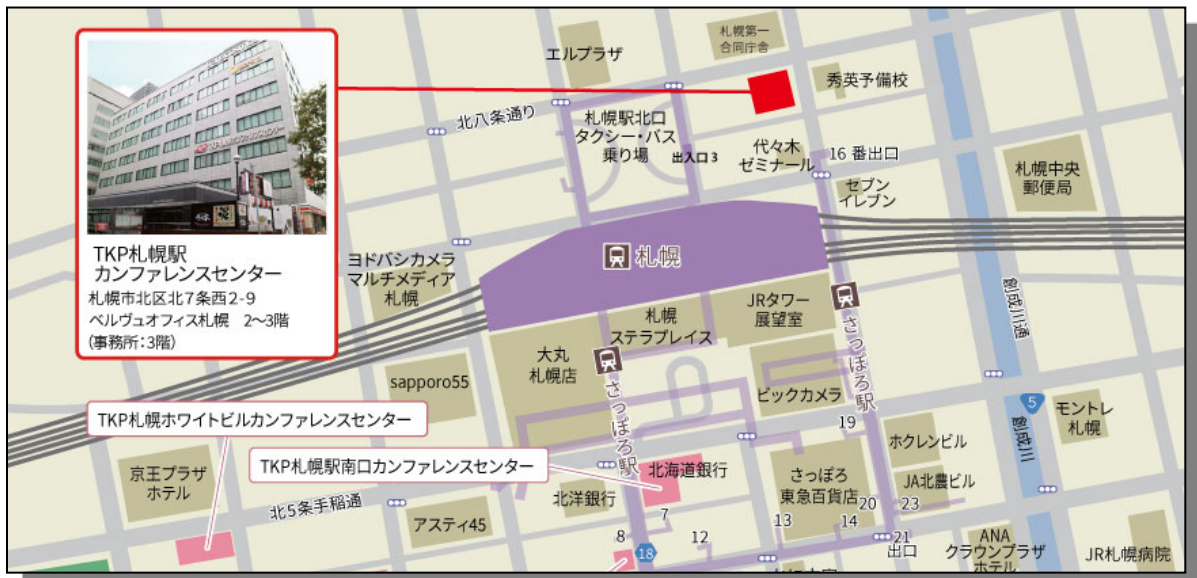 札幌第一
合同庁舎
エルプラザ
秀英予備校
北八条通り
札幌駅北口
タクシー・バス
乗り場
出入口3
代々木
ゼミナール
16 番出口
セブン
イレブン
札幌中央
郵便局
TKP札幌駅
カンファレンスセンター
札幌市北区北7条西2-9
ベルヴュオフィス札幌　2～3階
(事務所:3階)
ヨドバシカメラ
マルチメディア
札幌
札幌
JRタワー
展望室
札幌
ステラプレイス
大丸
札幌店
さっぽろ駅
さっぽろ駅
創成川通
sapporo55
ビックカメラ
TKP札幌ホワイトビルカンファレンスセンター
5
モントレ
札幌
創成川
19
ホクレンビル
TKP札幌駅南口カンファレンスセンター
北海道銀行
京王プラザ
ホテル
さっぽろ
東急百貨店
JA北農ビル
北洋銀行
北5条手稲通
アスティ45
7
8
18
12
13
14
20
23
21
出口
ANA
クラウンプラザ
ホテル
JR札幌病院